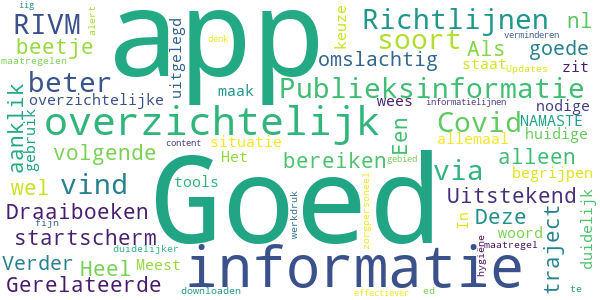 iig
denk
alert
RIVM
app
keuze
Richtlijnen
nl
beetje
uitgelegd
soort
Als
verminderen
goede
maatregelen
omslachtig
staat
Updates
zit
beter
Publieksinformatie
aanklik
overzichtelijke
maak
wees
informatielijnen
nodige
gebruik
overzichtelijk
Covid
NAMASTE
Een
situatie
allemaal
huidige
content
volgende
Het
bereiken
gebied
via
alleen
begrijpen
wel
vind
tools
Goed
zorgpersoneel
Uitstekend
traject
duidelijk
Draaiboeken
werkdruk
In
Deze
fijn
startscherm
woord
duidelijker
informatie
hygiene
maatregel
Verder
Heel
Meest
Gerelateerde
downloaden
effectiever
ed
te